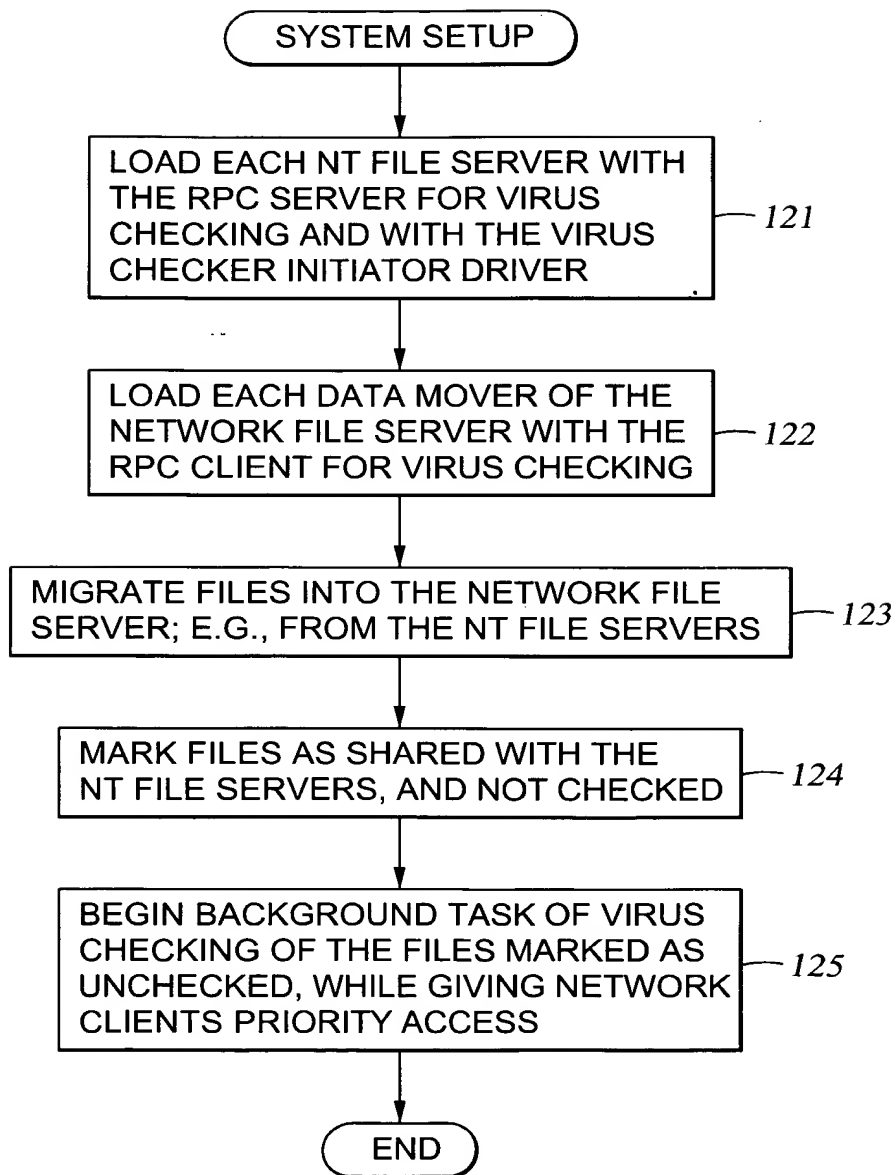 SYSTEM SETUP
LOAD EACH NT FILE SERVER WITH
THE RPC SERVER FOR VIRUS
CHECKING AND WITH THE VIRUS
CHECKER INITIATOR DRIVER
121
LOAD EACH DATA MOVER OF THE
NETWORK FILE SERVER WITH THE
RPC CLIENT FOR VIRUS CHECKING
122
MIGRATE FILES INTO THE NETWORK FILE
SERVER; E.G., FROM THE NT FILE SERVERS
123
MARK FILES AS SHARED WITH THE
NT FILE SERVERS, AND NOT CHECKED
124
BEGIN BACKGROUND TASK OF VIRUS
CHECKING OF THE FILES MARKED AS
UNCHECKED, WHILE GIVING NETWORK
CLIENTS PRIORITY ACCESS
125
END